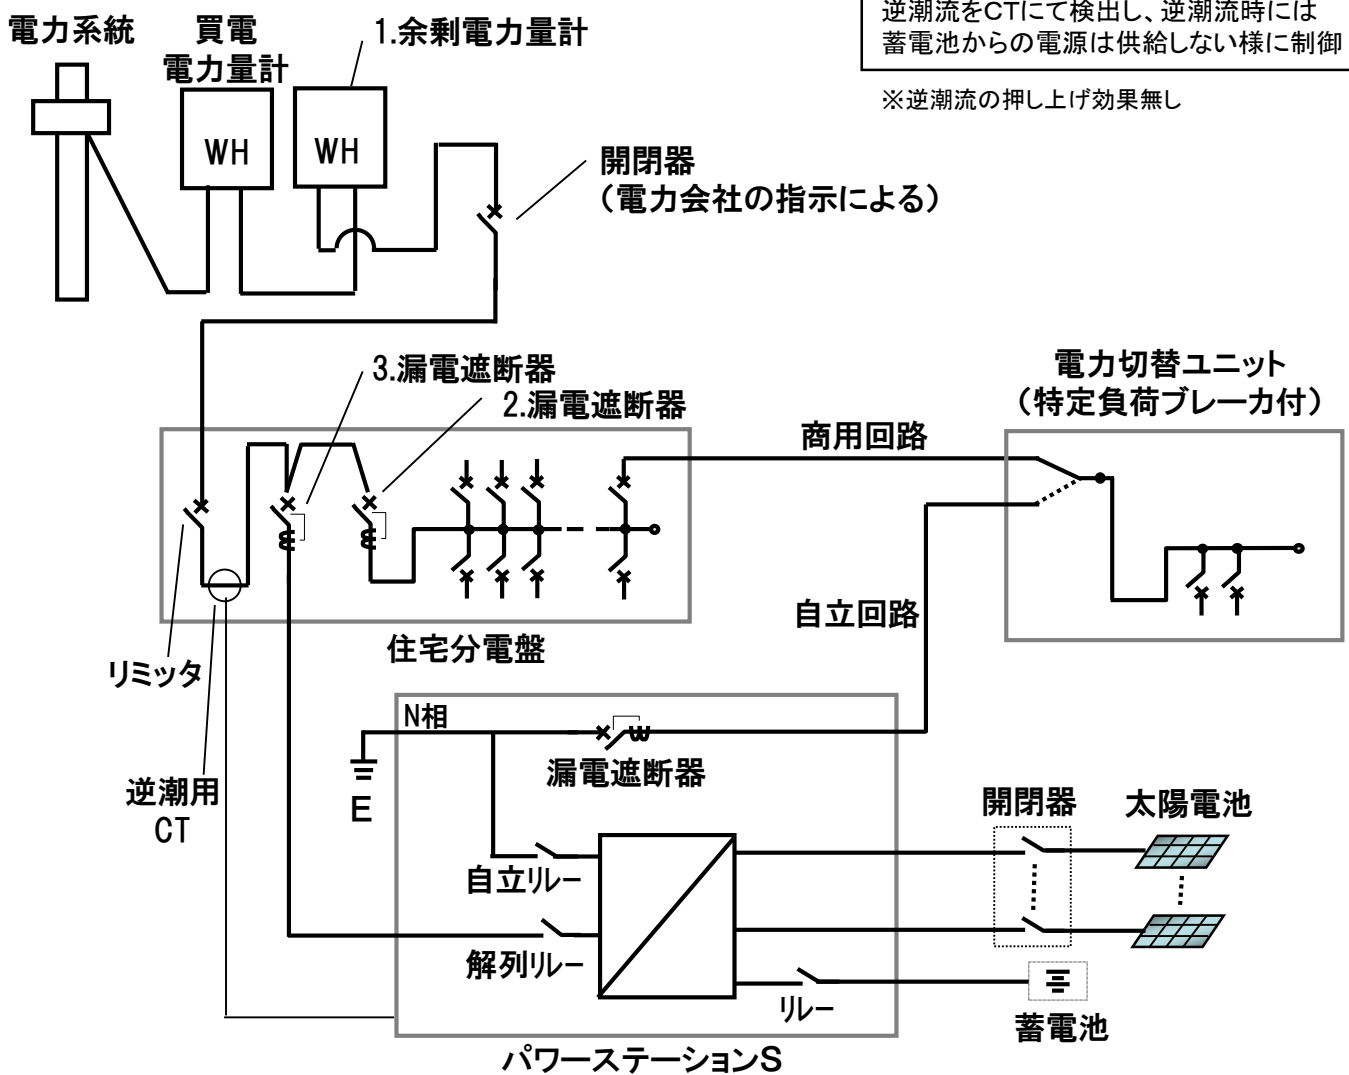 逆潮流をCTにて検出し、逆潮流時には
蓄電池からの電源は供給しない様に制御
※逆潮流の押し上げ効果無し
電力系統
買電
電力量計
1.余剰電力量計
WH
WH
開閉器
（電力会社の指示による）
3.漏電遮断器
2.漏電遮断器
電力切替ユニット
（特定負荷ブレーカ付）
商用回路
自立回路
住宅分電盤
リミッタ
逆潮用
CT
N相
E
漏電遮断器
自立リレー
解列リレー
リレー
開閉器
太陽電池
蓄電池
パワーステーションS